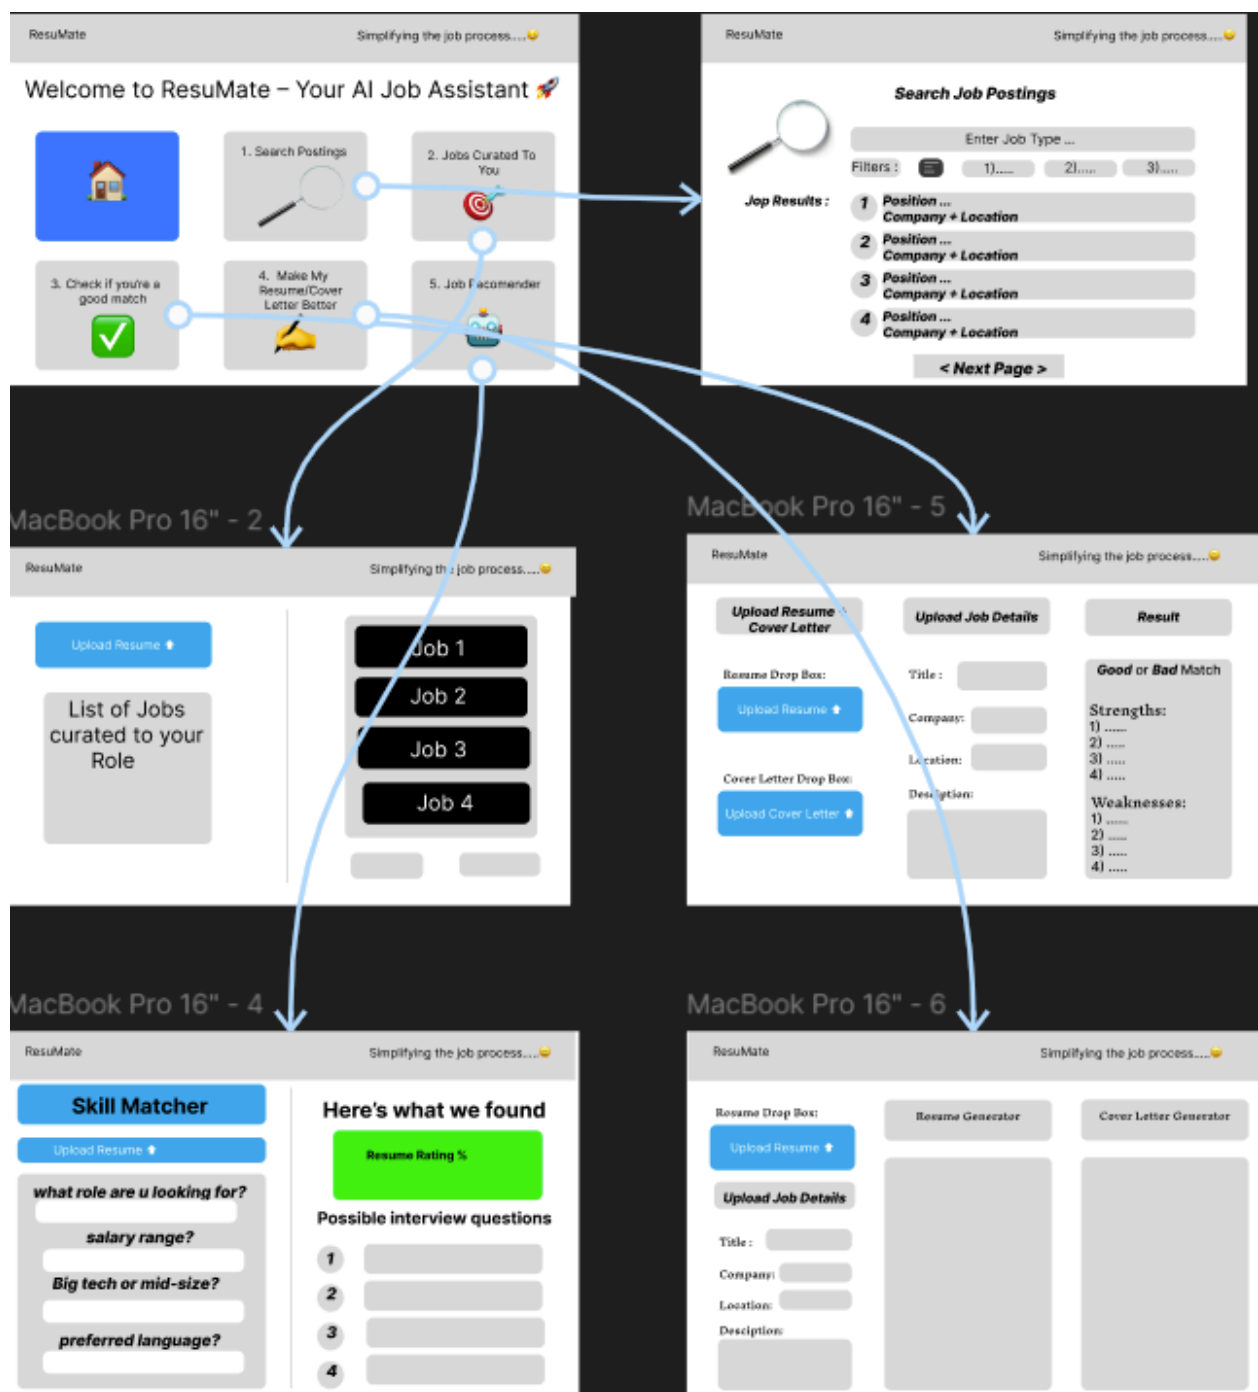 ResuMate
Simplifying the job process....😀
Welcome to ResuMate – Your AI Job Assistant 🚀
1. Search Postings
2. Jobs Curated To
You
3. Check if you're a
good match
4. Make My
Resume/Cover
Letter Better
5. Job Recomender
ResuMate
Simplifying the job process....😀
Search Job Postings
Enter Job Type ...
Filters :
1).....
2).....
3).....
Jop Results :
1
Position ...
Company + Location
2
Position ...
Company + Location
3
Position ...
Company + Location
4
Position ...
Company + Location
< Next Page >
MacBook Pro 16" - 2
ResuMate
Simplifying the job process....😀
Upload Resume
List of Jobs
curated to your
Role
Job 1
Job 2
Job 3
Job 4
MacBook Pro 16" - 5
ResuMate
Simplifying the job process....😀
Upload Resume +
Cover Letter
Resume Drop Box:
Upload Resume
Cover Letter Drop Box:
Upload Cover Letter
Upload Job Details
Title :
Company:
Location:
Desciption:
Result
Good or Bad Match
Strengths:
1) ......
2) .....
3) .....
4) .....
Weaknesses:
1) ......
2) .....
3) .....
4) .....
MacBook Pro 16" - 4
ResuMate
Simplifying the job process....😀
Skill Matcher
Upload Resume
what role are u looking for?
salary range?
Big tech or mid-size?
preferred language?
Here's what we found
Resume Rating %
Possible interview questions
1
2
3
4
MacBook Pro 16" - 6
ResuMate
Simplifying the job process....😀
Resume Drop Box:
Upload Resume
Upload Job Details
Title :
Company:
Location:
Desciption:
Resume Generator
Cover Letter Generator